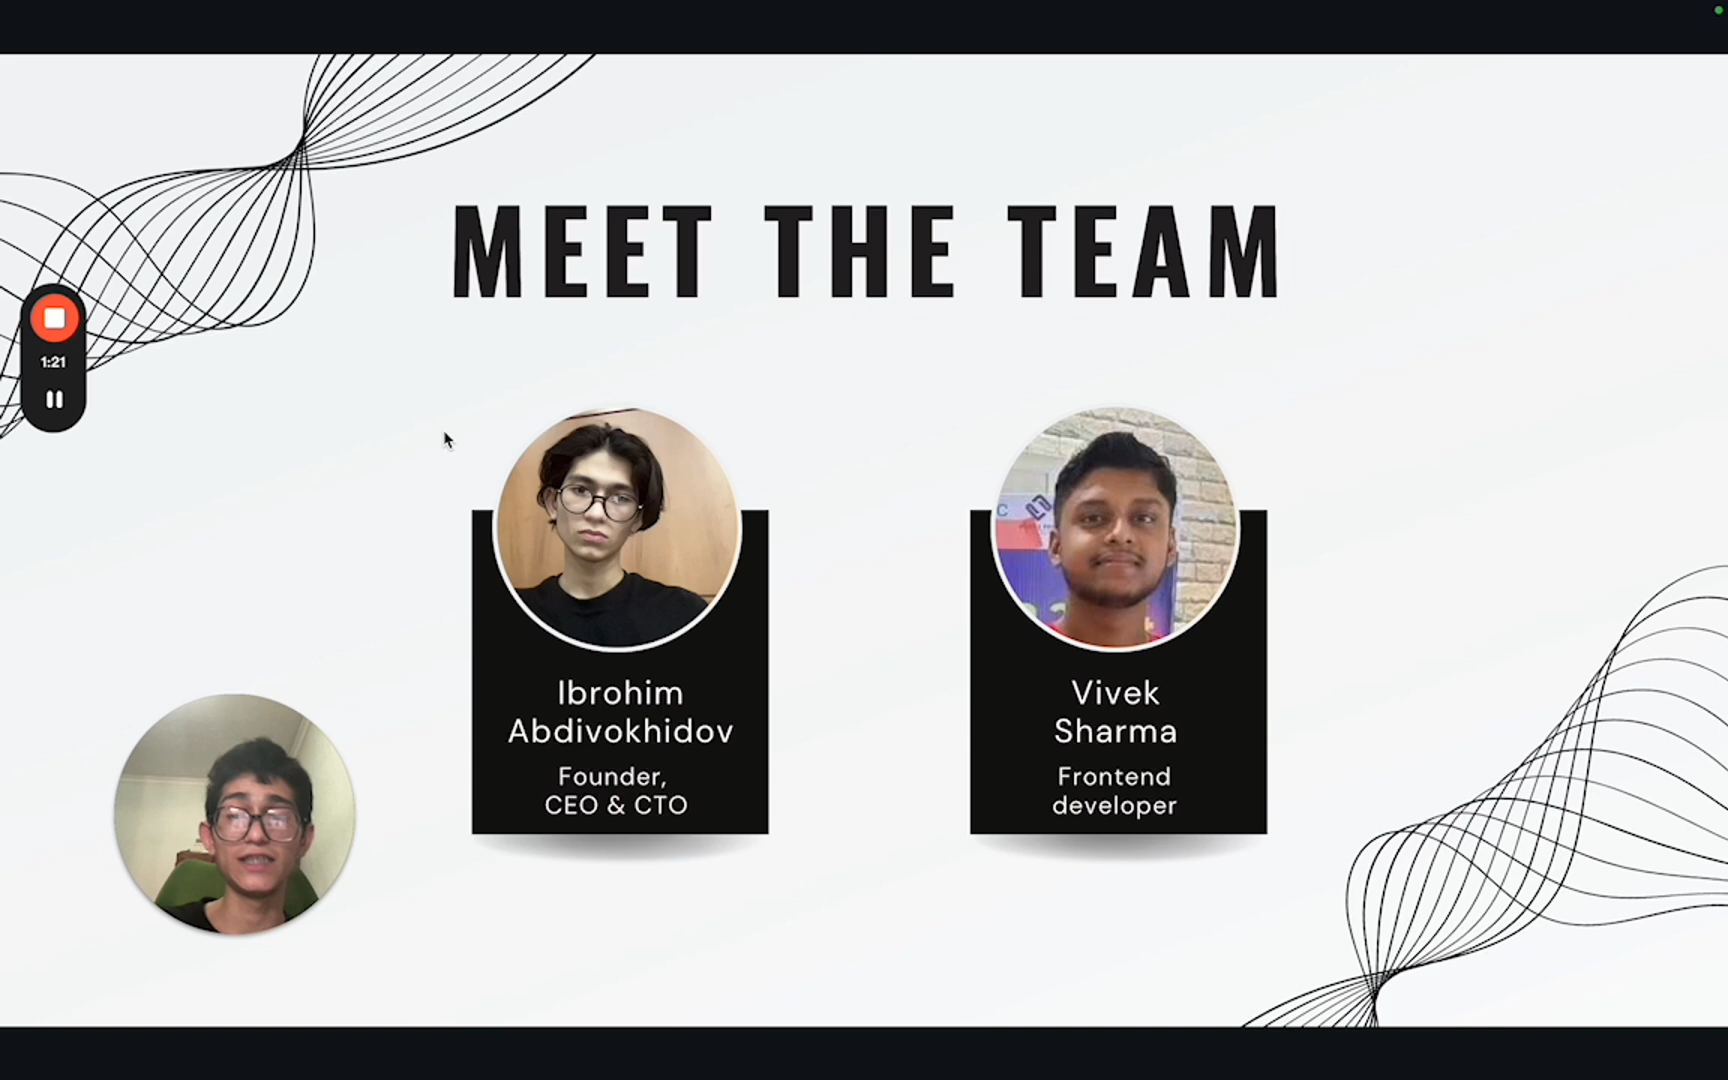 MEET THE TEAM
1:21
Ibrohim
Abdivokhidov
Founder,
CEO & CTO
Vivek
Sharma
Frontend
developer